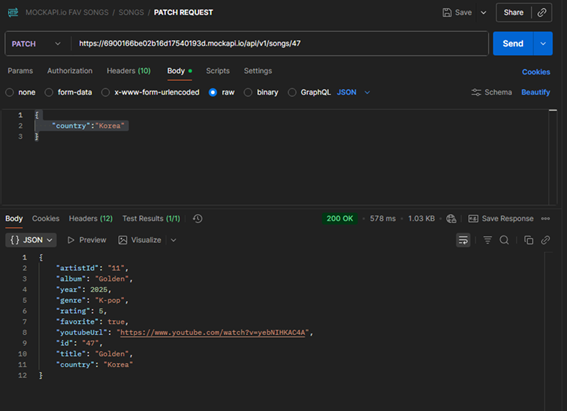 MOCKAPI.io FAV SONGS / SONGS / PATCH REQUEST
Save
Share
PATCH
https://6900166be02b16d17540193d.mockapi.io/api/v1/songs/47
Send
Params Authorization Headers (10) Body Scripts Settings Cookies
none form-data x-www-form-urlencoded raw binary GraphQL JSON Schema Beautify
1 {
2 "country":"Korea"
3 }
Body Cookies Headers (12) Test Results (1/1) 200 OK • 578 ms • 1.03 KB Save Response
{} JSON Preview Visualize
1 {
2 "artistId": "11",
3 "album": "Golden",
4 "year": 2025,
5 "genre": "K-pop",
6 "rating": 5,
7 "favorite": true,
8 "youtubeUrl": "https://www.youtube.com/watch?v=yebNIHKAC4A",
9 "id": "47",
10 "title": "Golden",
11 "country": "Korea"
12 }